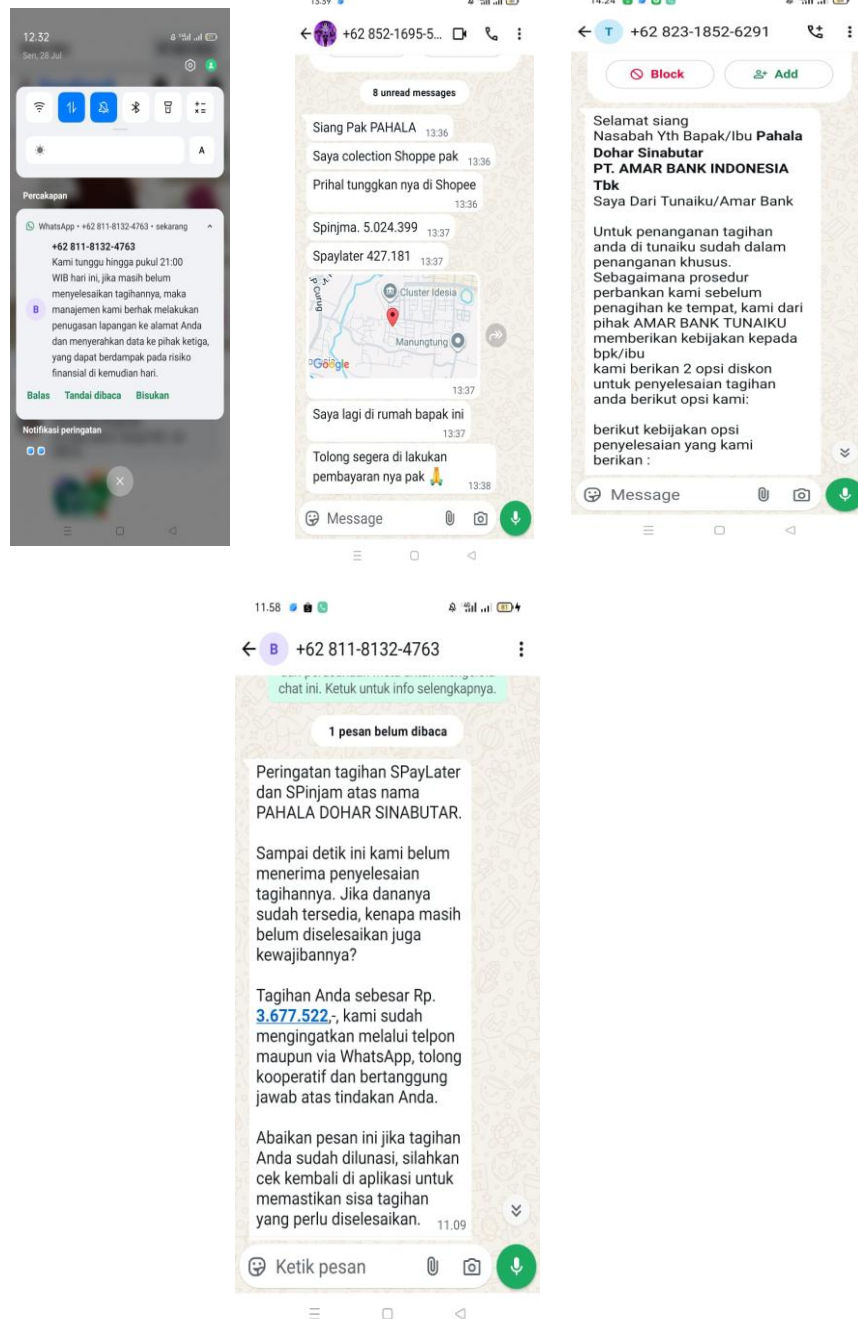 12.32
Sen, 28 Jul
A
Percakapan
WhatsApp • +62 811-8132-4763 • sekarang
+62 811-8132-4763
Kami tunggu hingga pukul 21:00
WIB hari ini, jika masih belum
menyelesaikan tagihannya, maka
B
manajemen kami berhak melakukan
penugasan lapangan ke alamat Anda
dan menyerahkan data ke pihak ketiga,
yang dapat berdampak pada risiko
finansial di kemudian hari.
Balas Tandai dibaca Bisukan
Notifikasi peringatan
13.39
+62 852-1695-5...
8 unread messages
Siang Pak PAHALA 13:36
Saya colection Shoppe pak 13:36
Prihal tunggkan nya di Shopee
13:36
Spinjma. 5.024.399 13:37
Spaylater 427.181 13:37
Cluster Idesia
Manungtung
Google
13:37
Saya lagi di rumah bapak ini
13:37
Tolong segera di lakukan
pembayaran nya pak 🙏 13:38
Message
14.24
T +62 823-1852-6291
Block Add
Selamat siang
Nasabah Yth Bapak/Ibu Pahala
Dohar Sinabutar
PT. AMAR BANK INDONESIA
Tbk
Saya Dari Tunaiku/Amar Bank
Untuk penanganan tagihan
anda di tunaiku sudah dalam
penanganan khusus.
Sebagaimana prosedur
perbankan kami sebelum
penagihan ke tempat, kami dari
pihak AMAR BANK TUNAIKU
memberikan kebijakan kepada
bpk/ibu
kami berikan 2 opsi diskon
untuk penyelesaian tagihan
anda berikut opsi kami:
berikut kebijakan opsi
penyelesaian yang kami
berikan :
Message
11.58
B +62 811-8132-4763
chat ini. Ketuk untuk info selengkapnya.
1 pesan belum dibaca
Peringatan tagihan SPayLater
dan SPinjam atas nama
PAHALA DOHAR SINABUTAR.
Sampai detik ini kami belum
menerima penyelesaian
tagihannya. Jika dananya
sudah tersedia, kenapa masih
belum diselesaikan juga
kewajibannya?
Tagihan Anda sebesar Rp.
3.677.522,-, kami sudah
mengingatkan melalui telpon
maupun via WhatsApp, tolong
kooperatif dan bertanggung
jawab atas tindakan Anda.
Abaikan pesan ini jika tagihan
Anda sudah dilunasi, silahkan
cek kembali di aplikasi untuk
memastikan sisa tagihan
yang perlu diselesaikan. 11.09
Ketik pesan